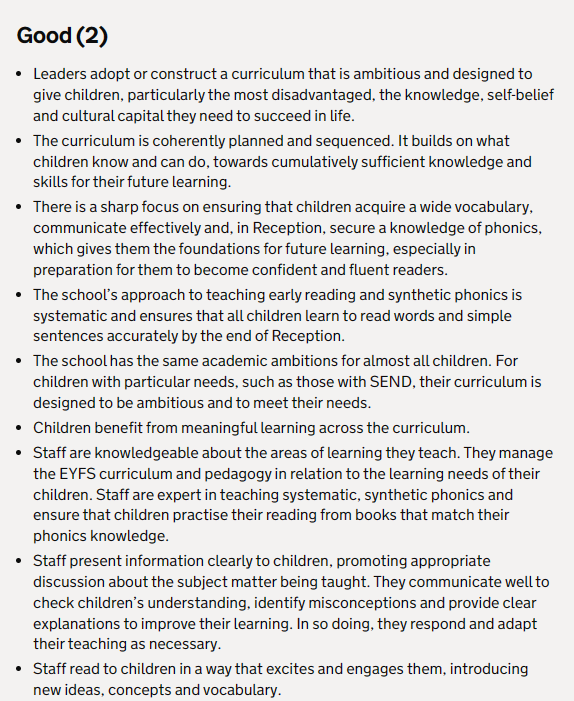 Good (2)
• Leaders adopt or construct a curriculum that is ambitious and designed to
give children, particularly the most disadvantaged, the knowledge, self-belief
and cultural capital they need to succeed in life.
• The curriculum is coherently planned and sequenced. It builds on what
children know and can do, towards cumulatively sufficient knowledge and
skills for their future learning.
• There is a sharp focus on ensuring that children acquire a wide vocabulary,
communicate effectively and, in Reception, secure a knowledge of phonics,
which gives them the foundations for future learning, especially in
preparation for them to become confident and fluent readers.
• The school’s approach to teaching early reading and synthetic phonics is
systematic and ensures that all children learn to read words and simple
sentences accurately by the end of Reception.
• The school has the same academic ambitions for almost all children. For
children with particular needs, such as those with SEND, their curriculum is
designed to be ambitious and to meet their needs.
• Children benefit from meaningful learning across the curriculum.
• Staff are knowledgeable about the areas of learning they teach. They manage
the EYFS curriculum and pedagogy in relation to the learning needs of their
children. Staff are expert in teaching systematic, synthetic phonics and
ensure that children practise their reading from books that match their
phonics knowledge.
• Staff present information clearly to children, promoting appropriate
discussion about the subject matter being taught. They communicate well to
check children’s understanding, identify misconceptions and provide clear
explanations to improve their learning. In so doing, they respond and adapt
their teaching as necessary.
• Staff read to children in a way that excites and engages them, introducing
new ideas, concepts and vocabulary.